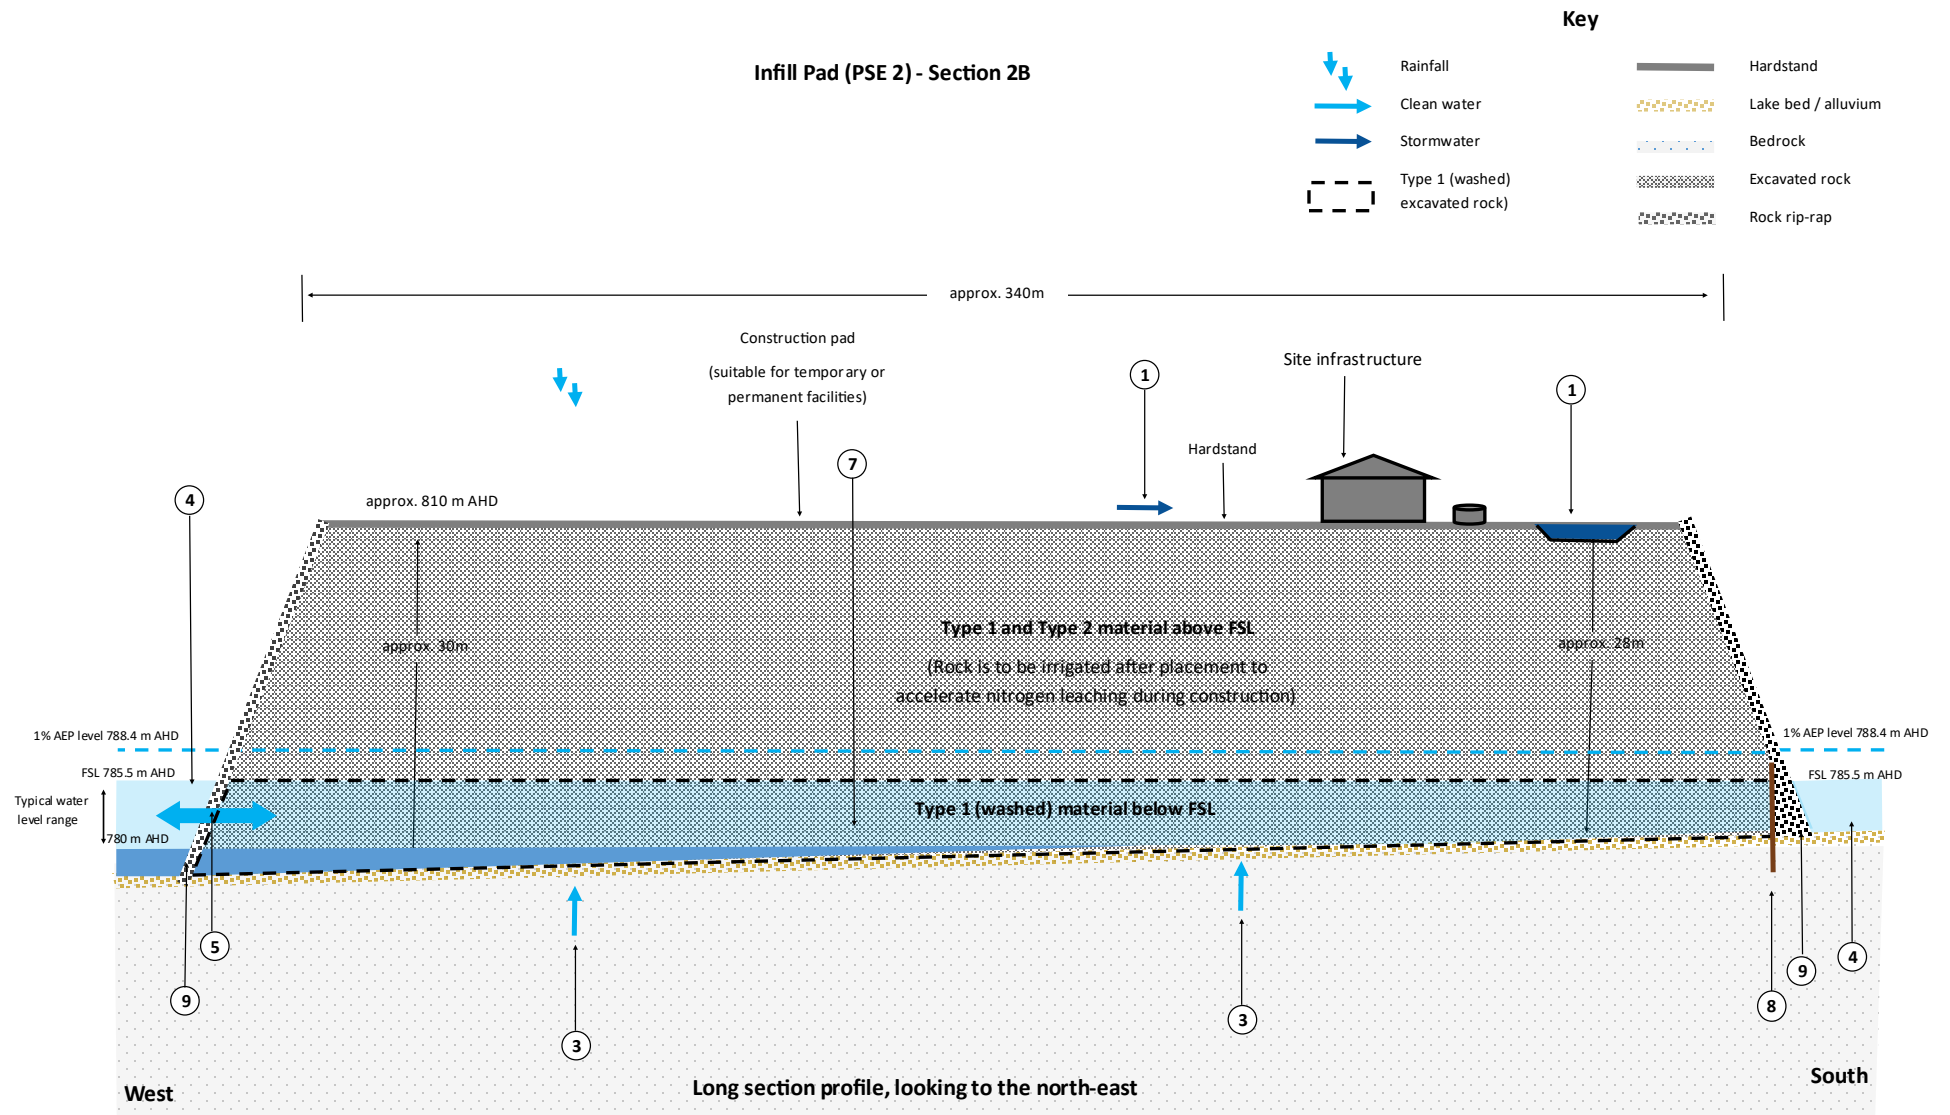 Key
Infill Pad (PSE 2) - Section 2B
Rainfall
Clean water
Stormwater
Type 1 (washed)
excavated rock)
Hardstand
Lake bed / alluvium
Bedrock
Excavated rock
Rock rip-rap
approx. 340m
Construction pad
(suitable for temporary or
permanent facilities)
1
Site infrastructure
1
Hardstand
7
4
approx. 810 m AHD
Type 1 and Type 2 material above FSL
(Rock is to be irrigated after placement to
accelerate nitrogen leaching during construction)
approx. 30m
approx. 28m
1% AEP level 788.4 m AHD
1% AEP level 788.4 m AHD
FSL 785.5 m AHD
FSL 785.5 m AHD
Typical water
level range
Type 1 (washed) material below FSL
780 m AHD
5
9
3
3
8
9
4
West
Long section profile, looking to the north-east
South